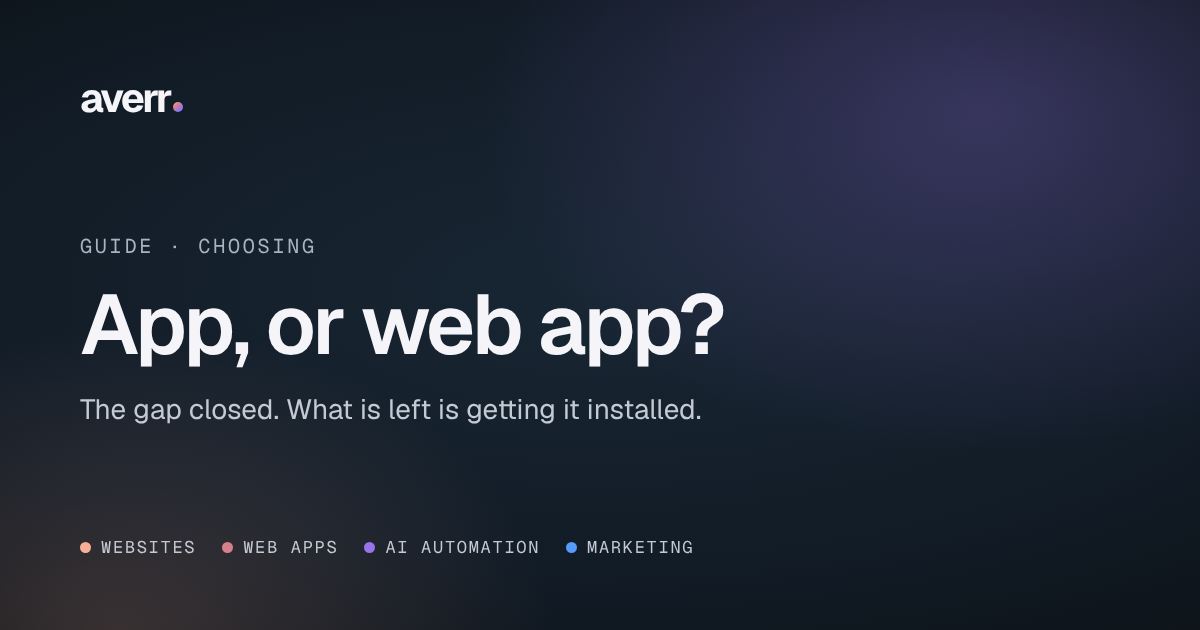 averr.
GUIDE · CHOOSING
App, or web app?
The gap closed. What is left is getting it installed.
WEBSITES WEB APPS AI AUTOMATION MARKETING